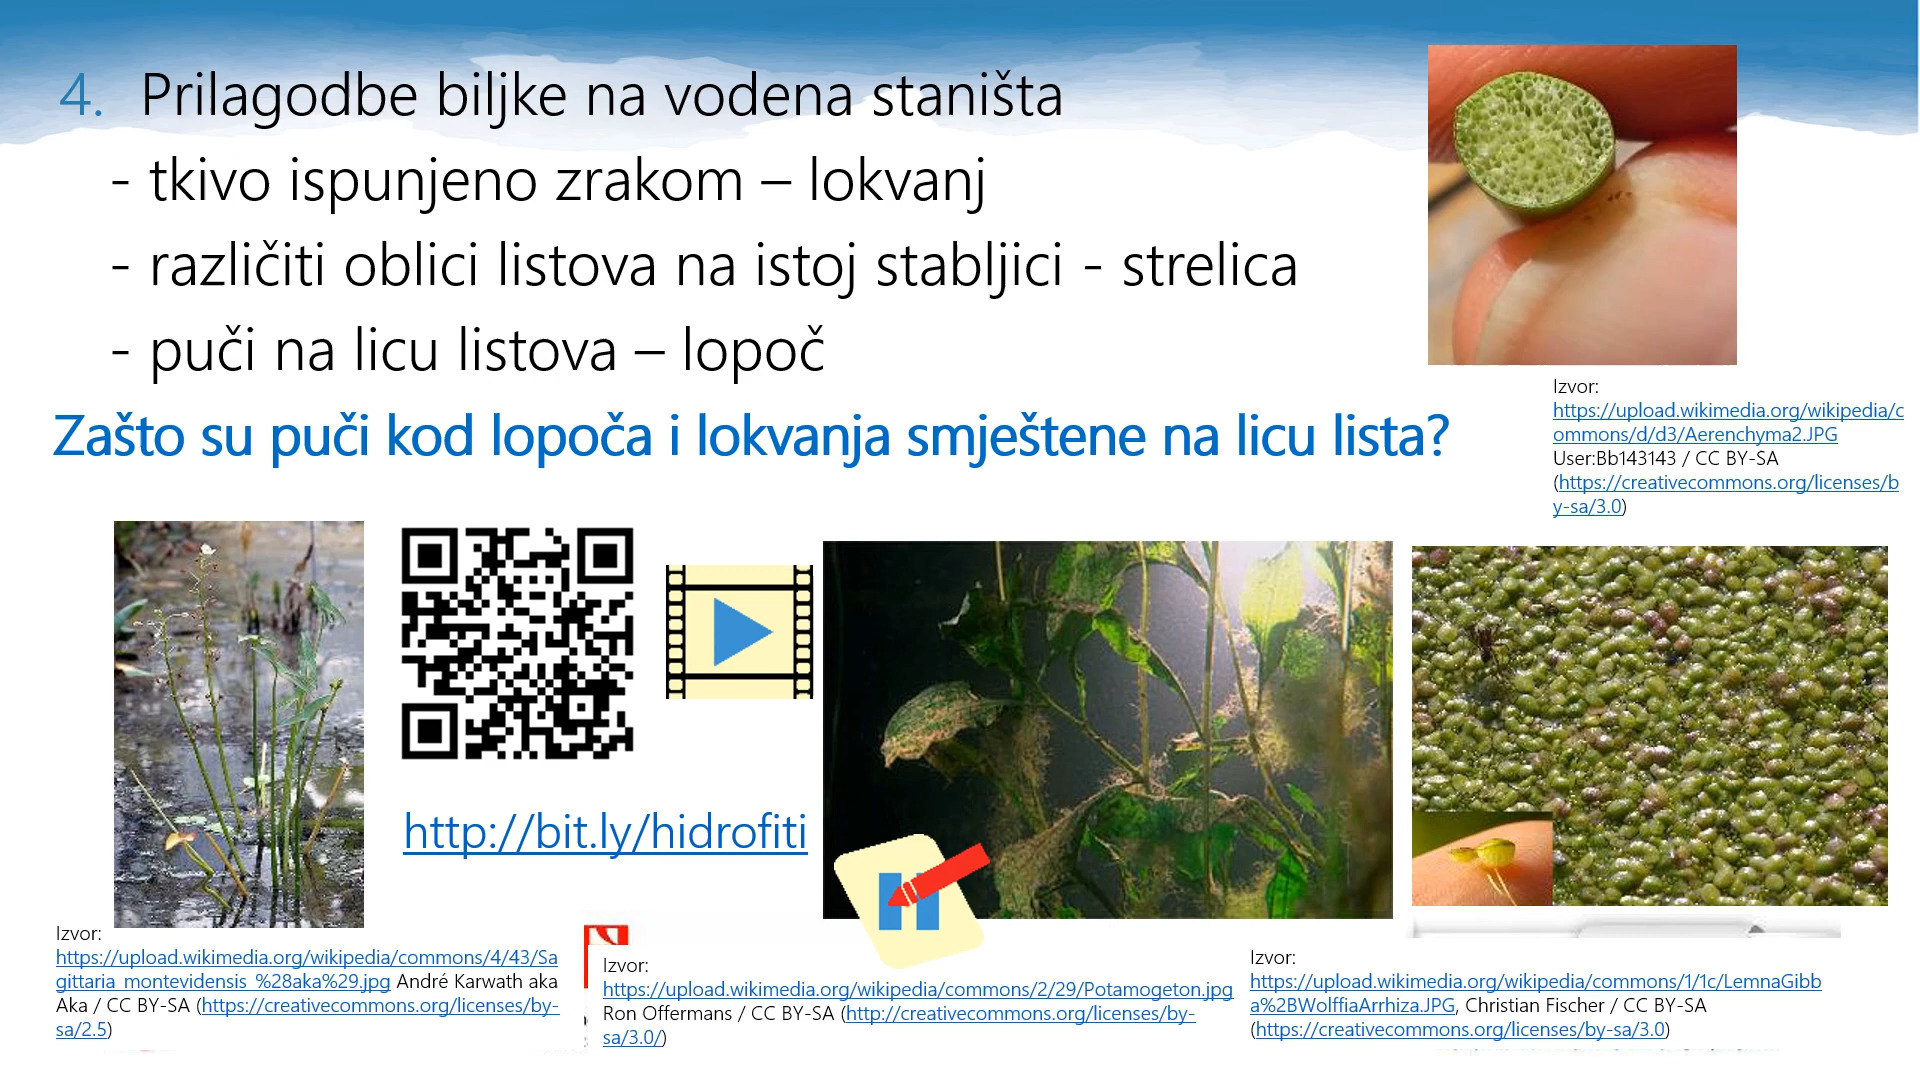 4. Prilagodbe biljke na vodena staništa
- tkivo ispunjeno zrakom – lokvanj
- različiti oblici listova na istoj stabljici - strelica
- puči na licu listova – lopoč
Zašto su puči kod lopoča i lokvanja smještene na licu lista?
Izvor:
https://upload.wikimedia.org/wikipedia/c
ommons/d/d3/Aerenchyma2.JPG
User:Bb143143 / CC BY-SA
(https://creativecommons.org/licenses/b
y-sa/3.0)
http://bit.ly/hidrofiti
Izvor:
https://upload.wikimedia.org/wikipedia/commons/4/43/Sa
gittaria_montevidensis_%28aka%29.jpg André Karwath aka
Aka / CC BY-SA (https://creativecommons.org/licenses/by-
sa/2.5)
Izvor:
https://upload.wikimedia.org/wikipedia/commons/2/29/Potamogeton.jpg
Ron Offermans / CC BY-SA (http://creativecommons.org/licenses/by-
sa/3.0/)
Izvor:
https://upload.wikimedia.org/wikipedia/commons/1/1c/LemnaGibb
a%2BWolffiaArrhiza.JPG, Christian Fischer / CC BY-SA
(https://creativecommons.org/licenses/by-sa/3.0)